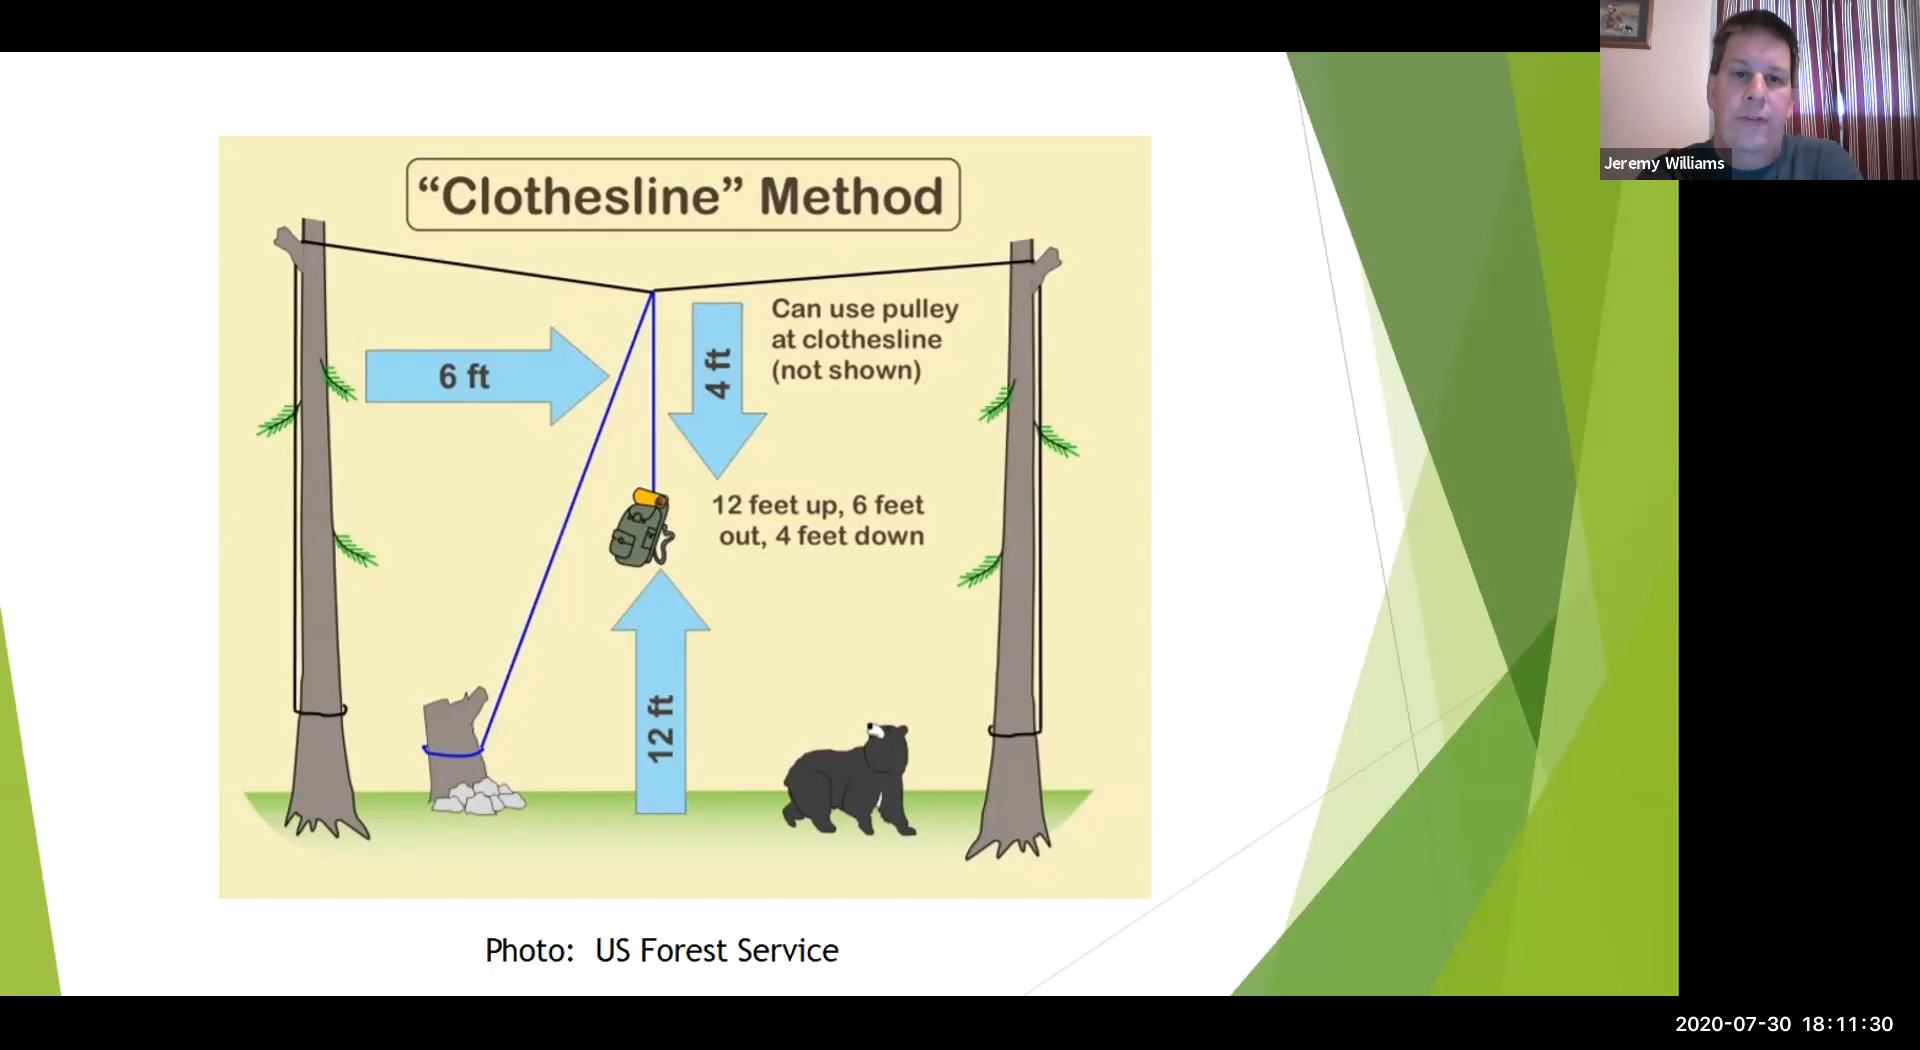 Jeremy Williams
“Clothesline” Method
6 ft
4 ft
Can use pulley
at clothesline
(not shown)
12 feet up, 6 feet
out, 4 feet down
12 ft
Photo: US Forest Service
2020-07-30 18:11:30